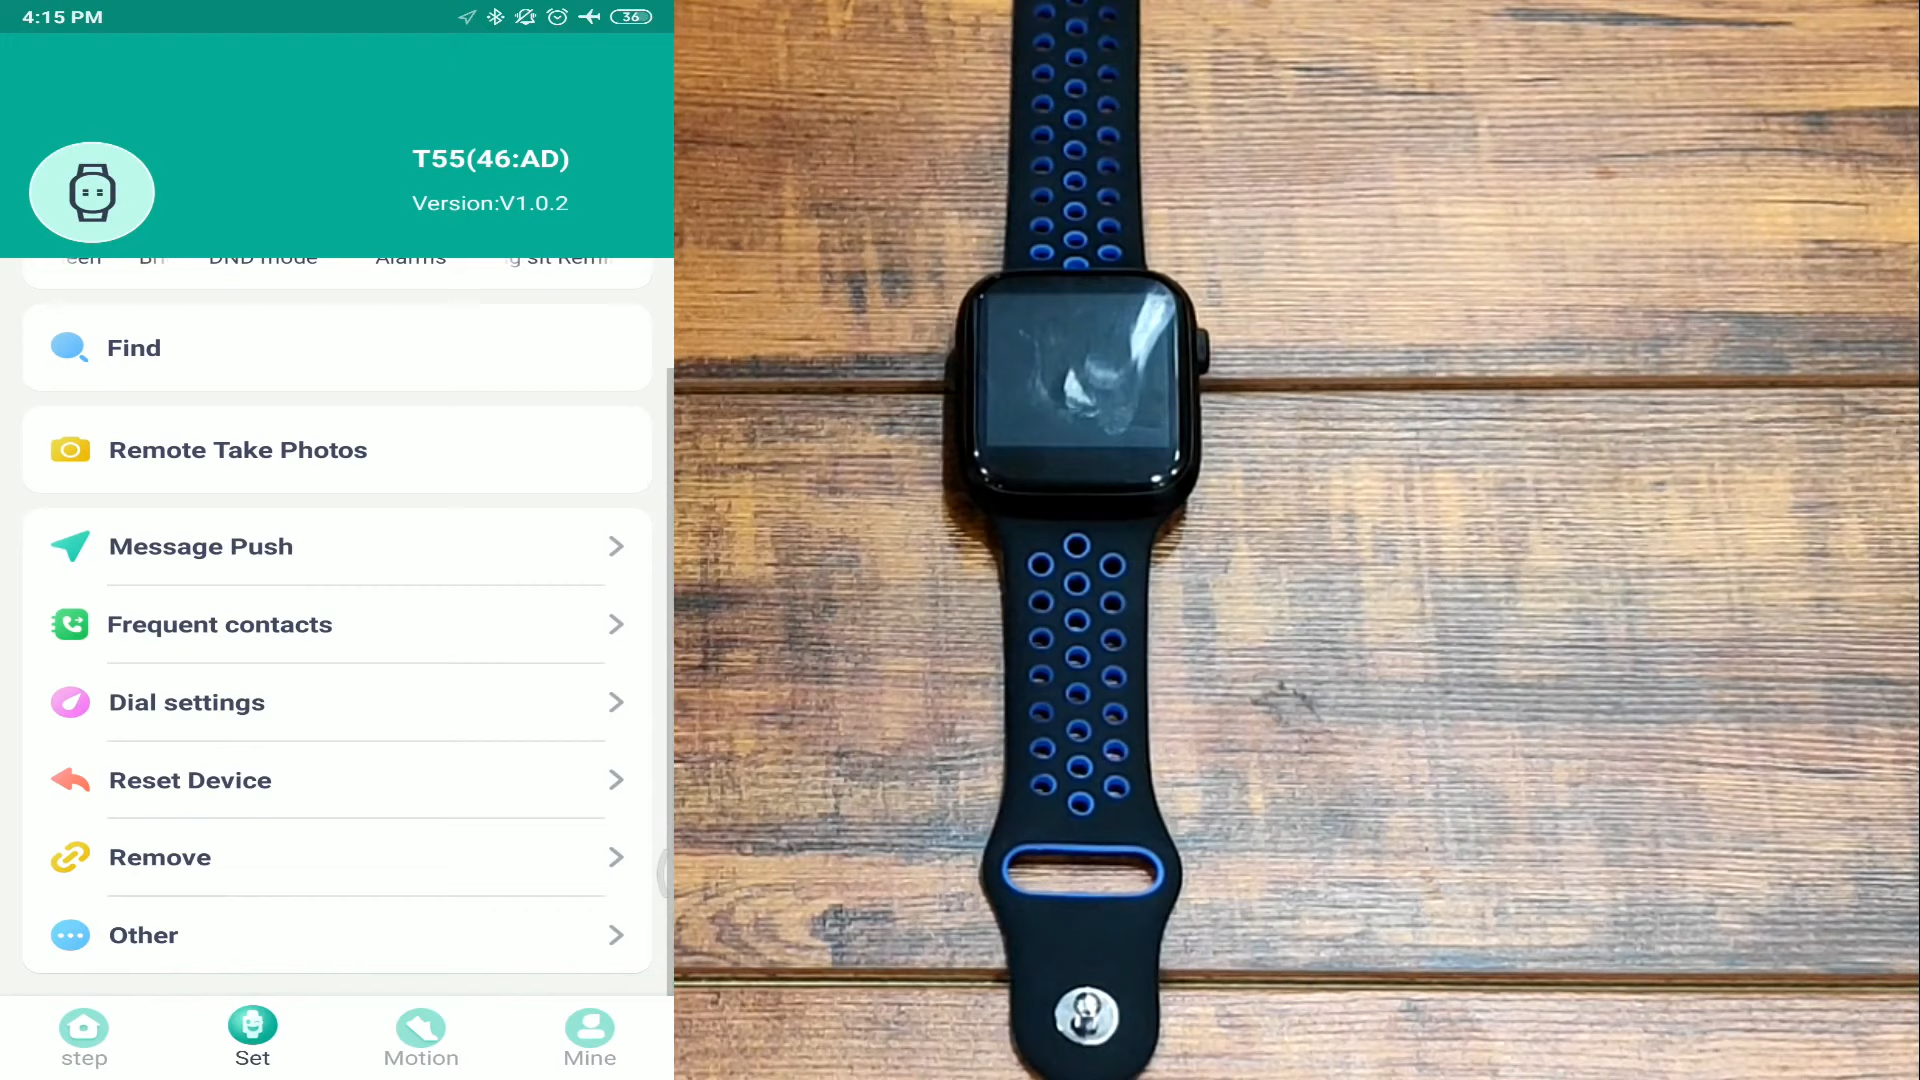 4:15 PM
36
T55(46:AD)
Version:V1.0.2
DND mode Alarms
Find
Remote Take Photos
Message Push
Frequent contacts
Dial settings
Reset Device
Remove
Other
step Set Motion Mine